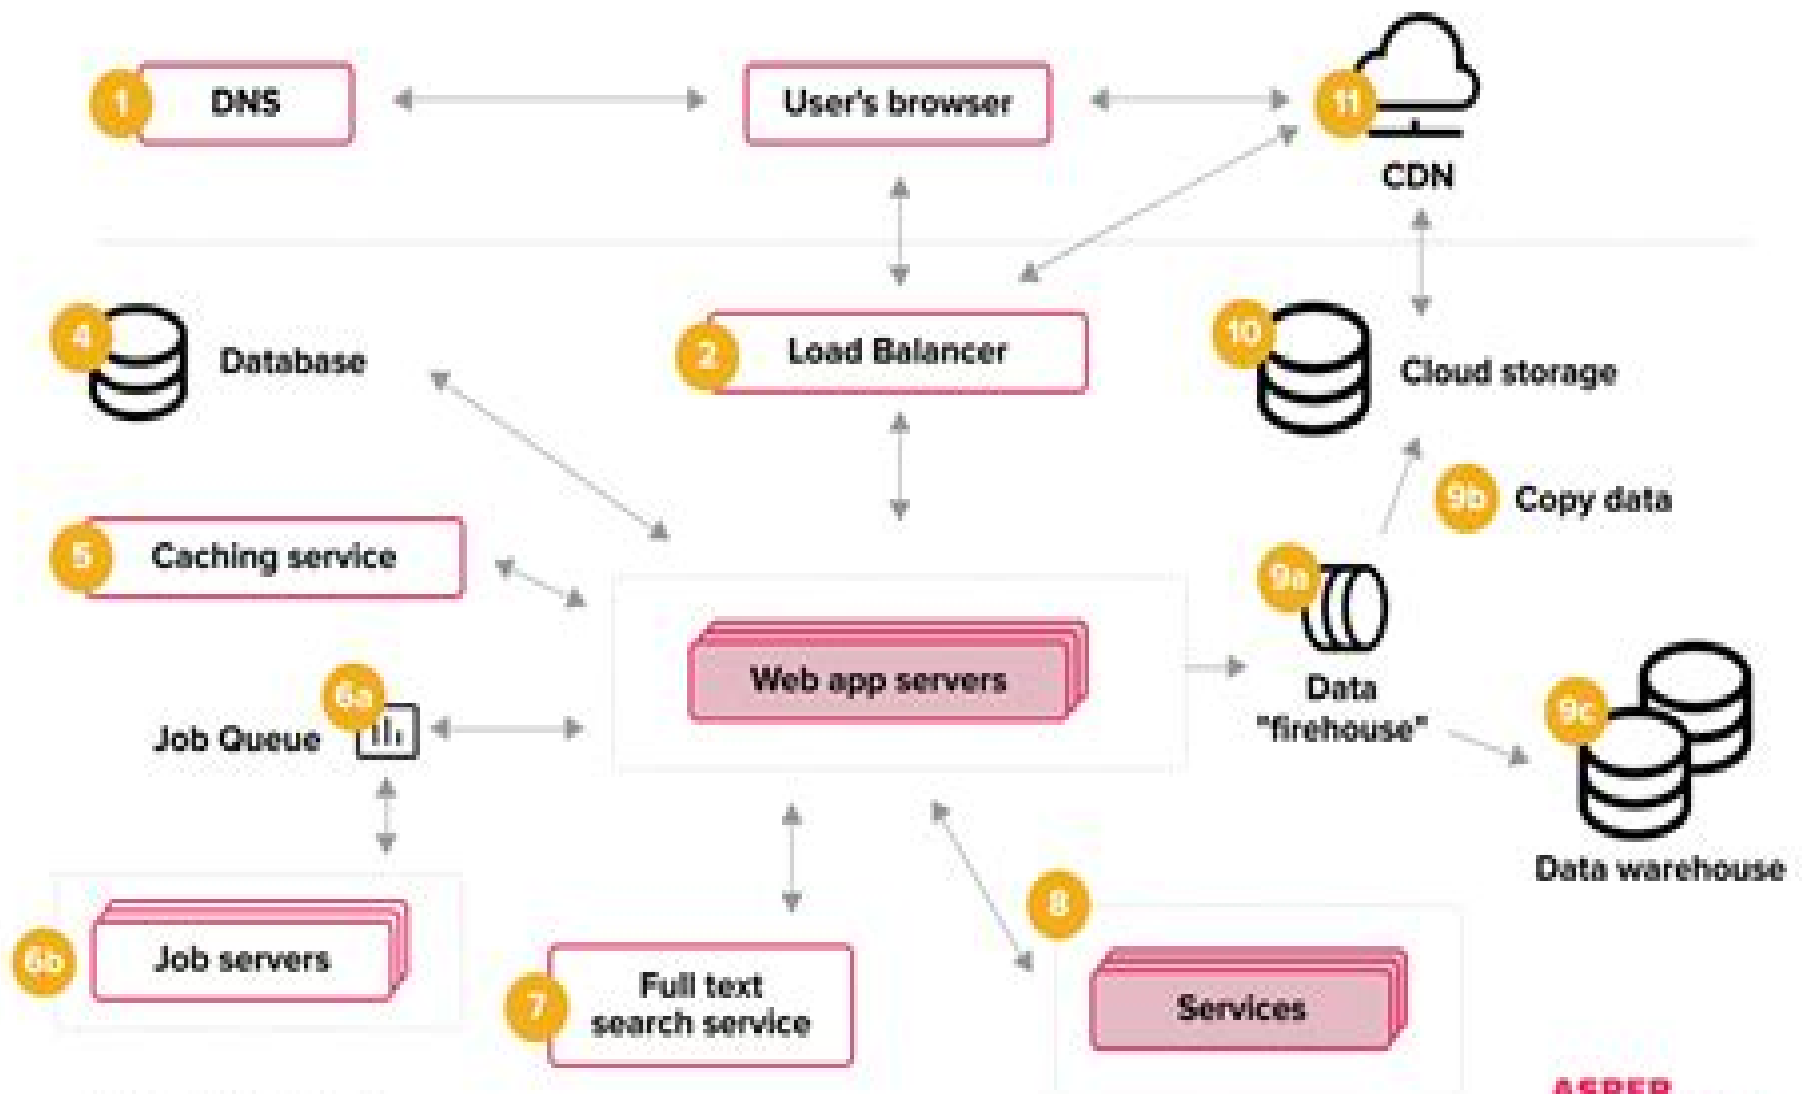 1
DNS
User's browser
11
CDN
4
Database
2
Load Balancer
10
Cloud storage
9b
Copy data
5
Caching service
9a
Data
"firehouse"
Web app servers
6a
Job Queue
9c
Data warehouse
6b
Job servers
7
Full text
search service
8
Services